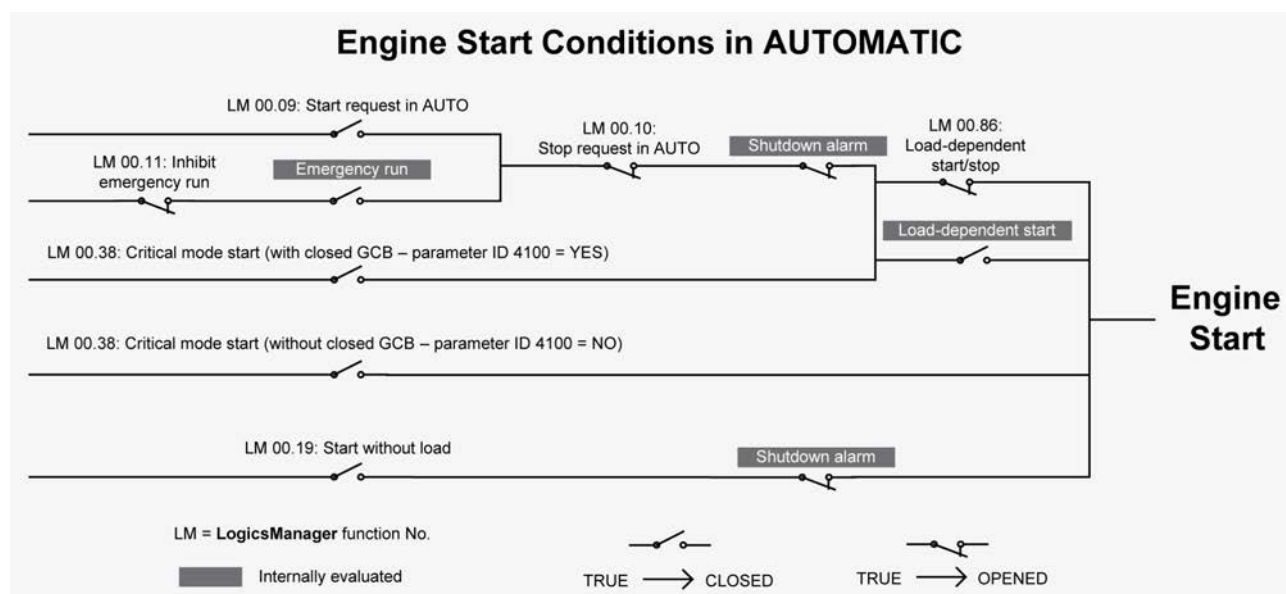 Engine Start Conditions in AUTOMATIC
LM 00.09: Start request in AUTO
LM 00.11: Inhibit
emergency run
Emergency run
LM 00.10:
Stop request in AUTO
Shutdown alarm
LM 00.86:
Load-dependent
start/stop
Load-dependent start
LM 00.38: Critical mode start (with closed GCB – parameter ID 4100 = YES)
Engine
Start
LM 00.38: Critical mode start (without closed GCB – parameter ID 4100 = NO)
LM 00.19: Start without load
Shutdown alarm
LM = LogicsManager function No.
Internally evaluated
TRUE → CLOSED
TRUE → OPENED